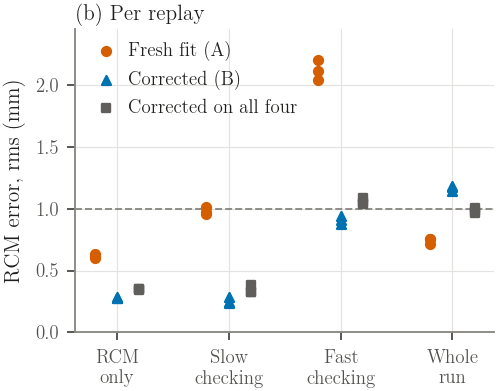 (b) Per replay
Fresh fit (A)
Corrected (B)
Corrected on all four
RCM error, rms (mm)
2.0
1.5
1.0
0.5
0.0
RCM only
Slow checking
Fast checking
Whole run